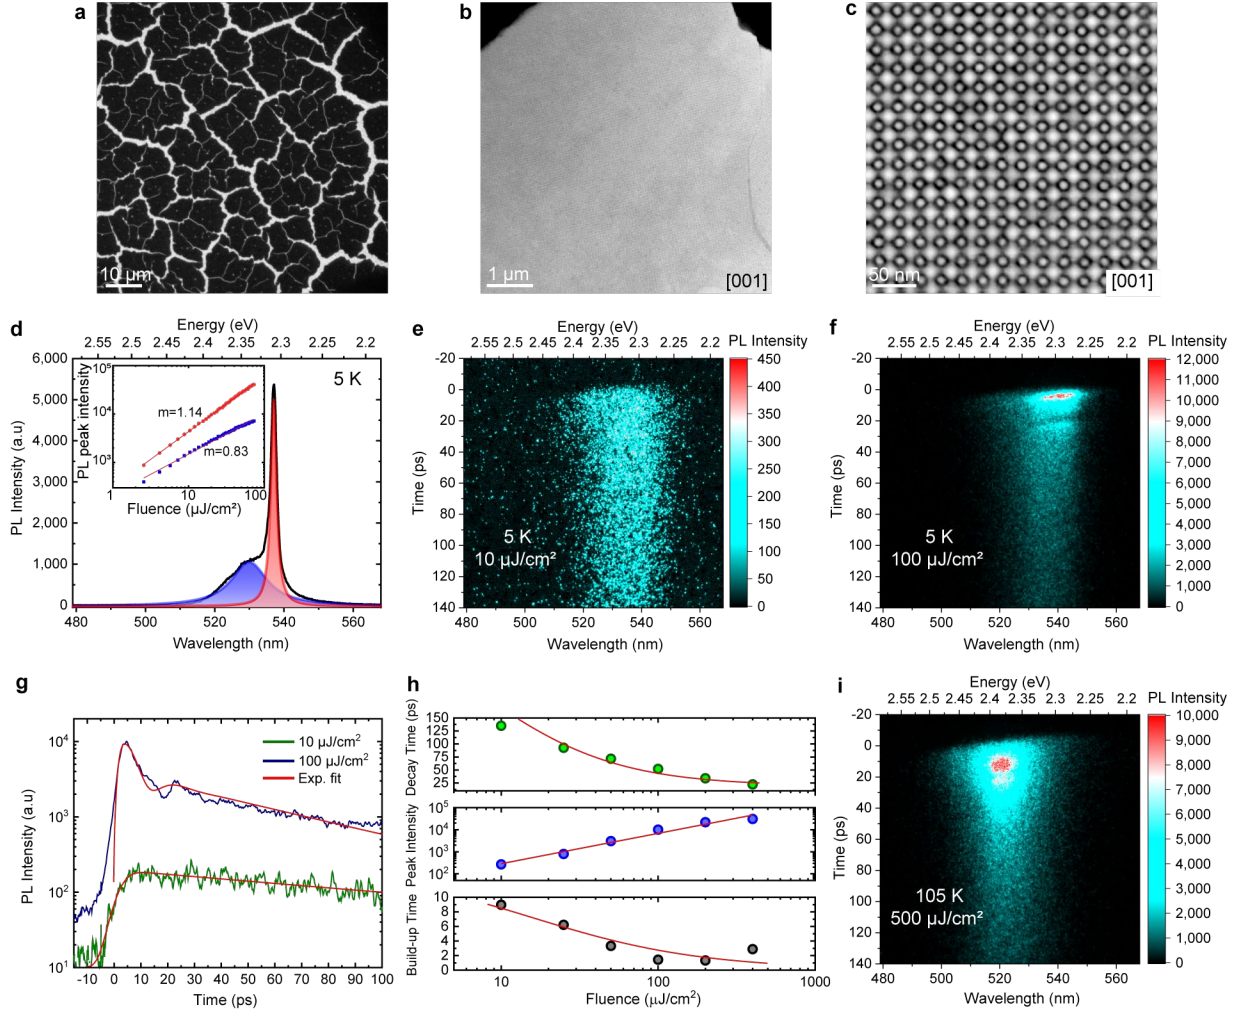 a
10 µm
b
1 µm
[001]
c
50 nm
[001]
d
Energy (eV)
2.55 2.5 2.45 2.4 2.35 2.3 2.25 2.2
6,000
5,000
4,000
3,000
2,000
1,000
0
PL Intensity (a.u)
5 K
PL peak intensity
10⁵
10⁴
10³
m=1.14
m=0.83
1 10 100
Fluence (µJ/cm²)
480 500 520 540 560
Wavelength (nm)
e
Energy (eV)
2.55 2.5 2.45 2.4 2.35 2.3 2.25 2.2
PL Intensity
-20
0
20
40
60
80
100
120
140
Time (ps)
5 K
10 µJ/cm²
480 500 520 540 560
Wavelength (nm)
450
400
350
300
250
200
150
100
50
0
f
Energy (eV)
2.55 2.5 2.45 2.4 2.35 2.3 2.25 2.2
PL Intensity
-20
0
20
40
60
80
100
120
140
Time (ps)
5 K
100 µJ/cm²
480 500 520 540 560
Wavelength (nm)
12,000
11,000
10,000
9,000
8,000
7,000
6,000
5,000
4,000
3,000
2,000
1,000
0
g
PL Intensity (a.u)
10⁴
10³
10²
10¹
10 µJ/cm²
100 µJ/cm²
Exp. fit
-10 0 10 20 30 40 50 60 70 80 90 100
Time (ps)
h
Decay Time (ps)
150
125
100
75
50
25
Peak Intensity
10⁵
10⁴
10³
10²
Build-up Time
10
8
6
4
2
0
10 100 1000
Fluence (µJ/cm²)
i
Energy (eV)
2.55 2.5 2.45 2.4 2.35 2.3 2.25 2.2
PL Intensity
-20
0
20
40
60
80
100
120
140
Time (ps)
105 K
500 µJ/cm²
480 500 520 540 560
Wavelength (nm)
10,000
9,000
8,000
7,000
6,000
5,000
4,000
3,000
2,000
1,000
0